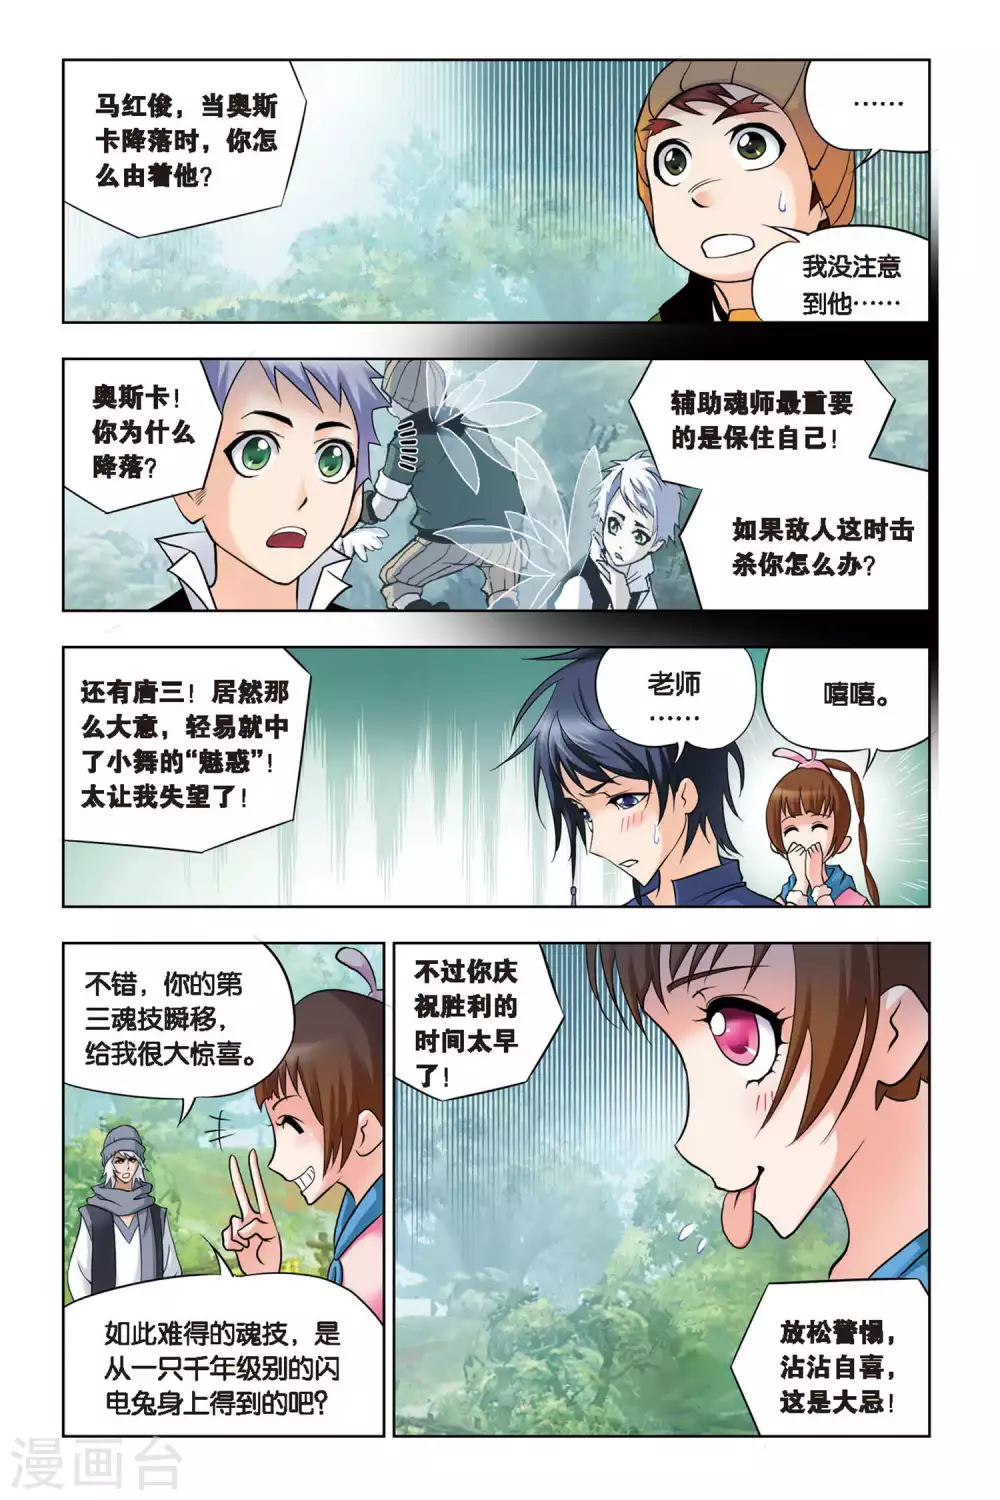 马红俊，当奥斯
卡降落时，你怎
么由着他？
……
我没注意
到他……
奥斯卡！
你为什么
降落？
辅助魂师最重要
的是保住自己！
如果敌人这时击
杀你怎么办？
还有唐三！居然那
么大意，轻易就中
了小舞的“魅惑”！
太让我失望了！
老师
……
嘻嘻。
不错，你的第
三魂技瞬移，
给我很大惊喜。
如此难得的魂技，是
从一只千年级别的闪
电兔身上得到的吧？
不过你庆
祝胜利的
时间太早
了！
放松警惕，
沾沾自喜，
这是大忌！
漫画台